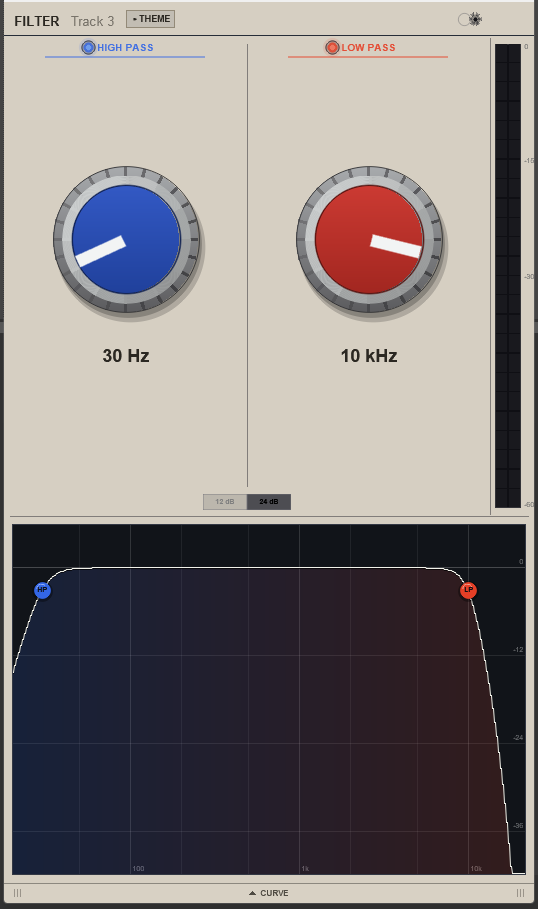 FILTER Track 3 THEME
HIGH PASS LOW PASS
0
-15
-30
-60
30 Hz 10 kHz
12 dB 24 dB
0
HP LP
-12
-24
-36
100 1k 10k
CURVE